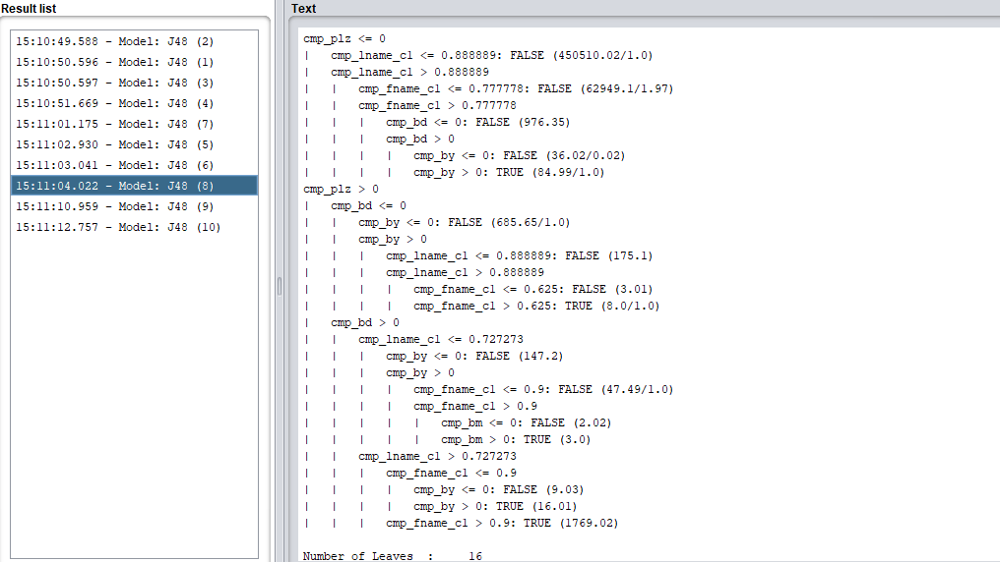 Result list
15:10:49.588 - Model: J48 (2)
15:10:50.596 - Model: J48 (1)
15:10:50.597 - Model: J48 (3)
15:10:51.669 - Model: J48 (4)
15:11:01.175 - Model: J48 (7)
15:11:02.930 - Model: J48 (5)
15:11:03.041 - Model: J48 (6)
15:11:04.022 - Model: J48 (8)
15:11:10.959 - Model: J48 (9)
15:11:12.757 - Model: J48 (10)
Text
cmp_plz <= 0
|   cmp_lname_c1 <= 0.888889: FALSE (450510.02/1.0)
|   cmp_lname_c1 > 0.888889
|   |   cmp_fname_c1 <= 0.777778: FALSE (62949.1/1.97)
|   |   cmp_fname_c1 > 0.777778
|   |   |   cmp_bd <= 0: FALSE (976.35)
|   |   |   cmp_bd > 0
|   |   |   |   cmp_by <= 0: FALSE (36.02/0.02)
|   |   |   |   cmp_by > 0: TRUE (84.99/1.0)
cmp_plz > 0
|   cmp_bd <= 0
|   |   cmp_by <= 0: FALSE (685.65/1.0)
|   |   cmp_by > 0
|   |   |   cmp_lname_c1 <= 0.888889: FALSE (175.1)
|   |   |   cmp_lname_c1 > 0.888889
|   |   |   |   cmp_fname_c1 <= 0.625: FALSE (3.01)
|   |   |   |   cmp_fname_c1 > 0.625: TRUE (8.0/1.0)
|   cmp_bd > 0
|   |   cmp_lname_c1 <= 0.727273
|   |   |   cmp_by <= 0: FALSE (147.2)
|   |   |   cmp_by > 0
|   |   |   |   cmp_fname_c1 <= 0.9: FALSE (47.49/1.0)
|   |   |   |   cmp_fname_c1 > 0.9
|   |   |   |   |   cmp_bm <= 0: FALSE (2.02)
|   |   |   |   |   cmp_bm > 0: TRUE (3.0)
|   |   cmp_lname_c1 > 0.727273
|   |   |   cmp_fname_c1 <= 0.9
|   |   |   |   cmp_by <= 0: FALSE (9.03)
|   |   |   |   cmp_by > 0: TRUE (16.01)
|   |   |   cmp_fname_c1 > 0.9: TRUE (1769.02)
Number of Leaves  :     16